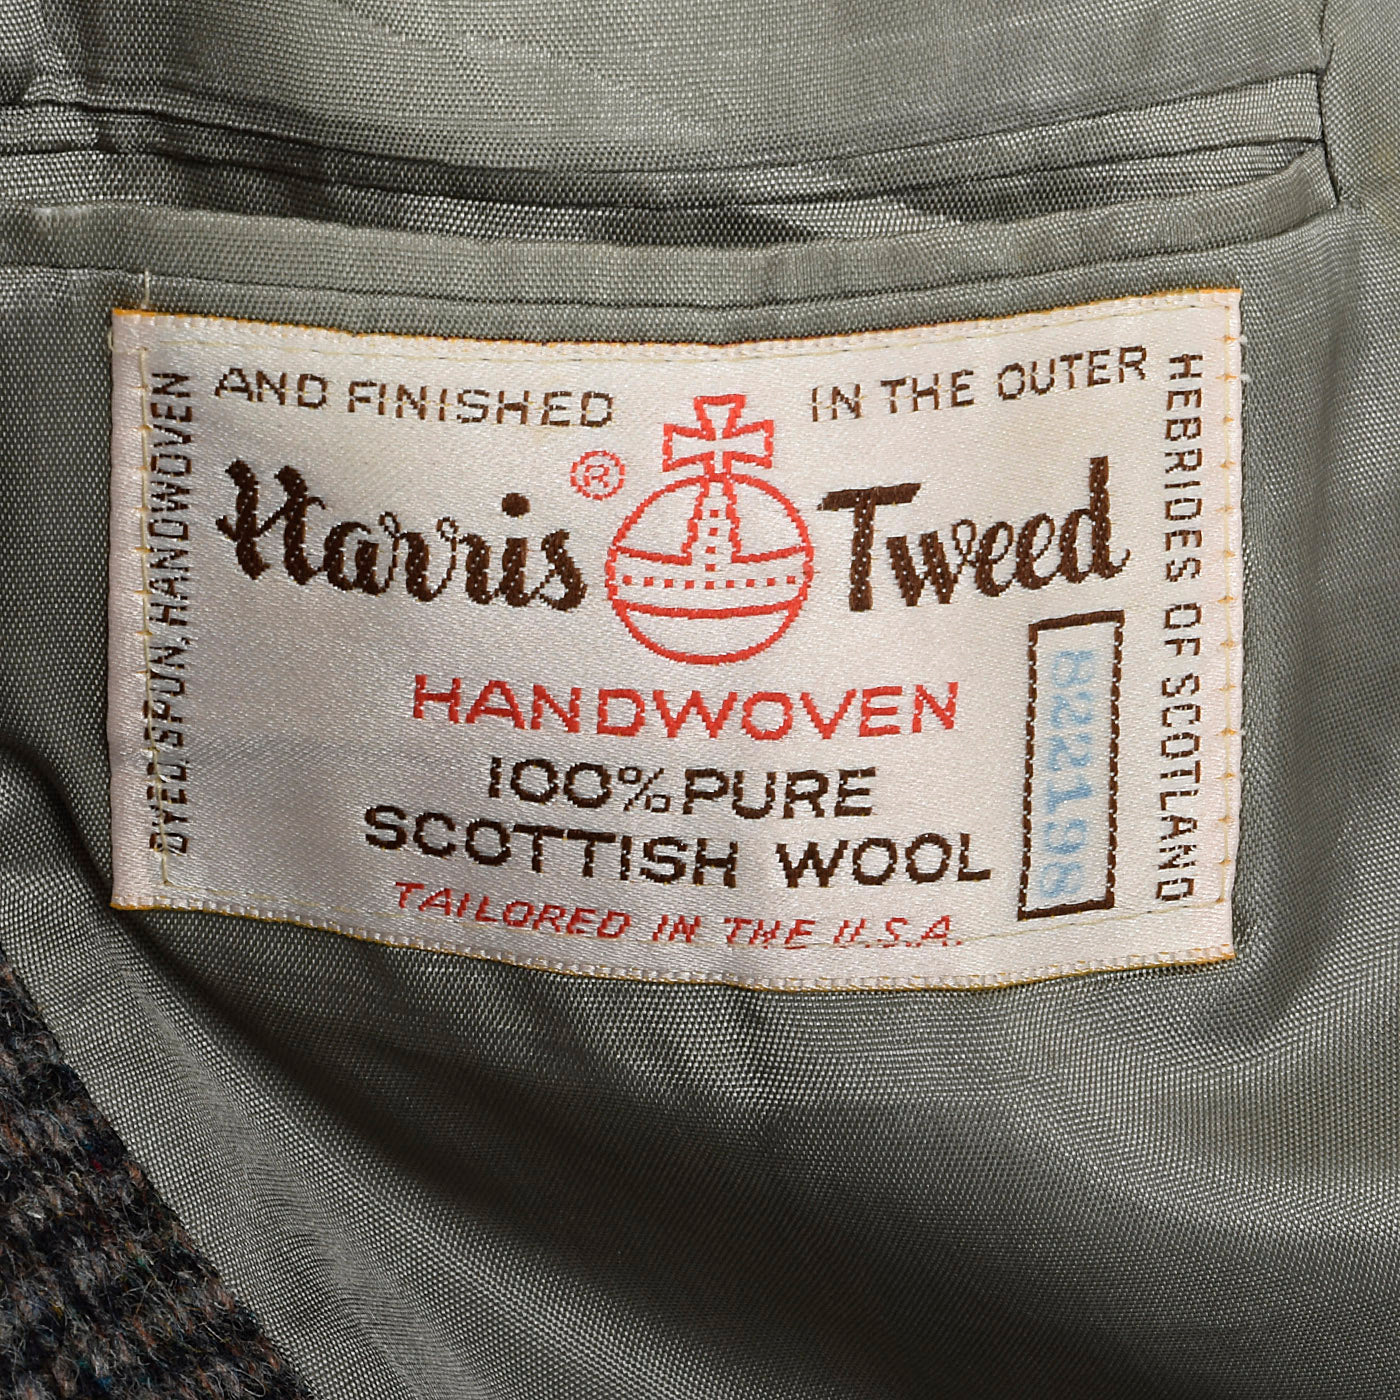 DYED, SPUN, HANDWOVEN
AND FINISHED
IN THE OUTER
HEBRIDES OF SCOTLAND
Harris ® Tweed
HANDWOVEN
100% PURE
SCOTTISH WOOL
TAILORED IN THE U.S.A.
B22198